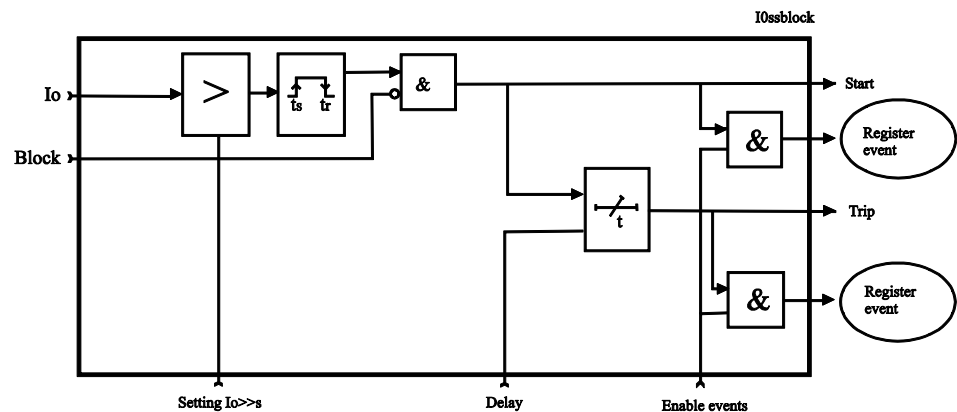 I0ssblock
Io
>
ts tr
&
Start
Block
&
Register
event
t
Trip
&
Register
event
Setting Io>>s
Delay
Enable events